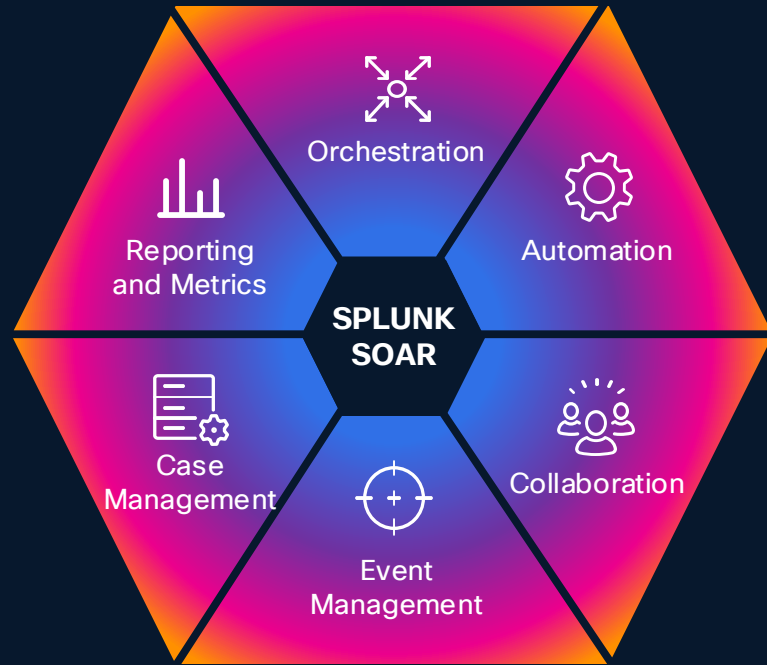 Orchestration
Automation
Reporting
and Metrics
SPLUNK
SOAR
Case
Management
Collaboration
Event
Management